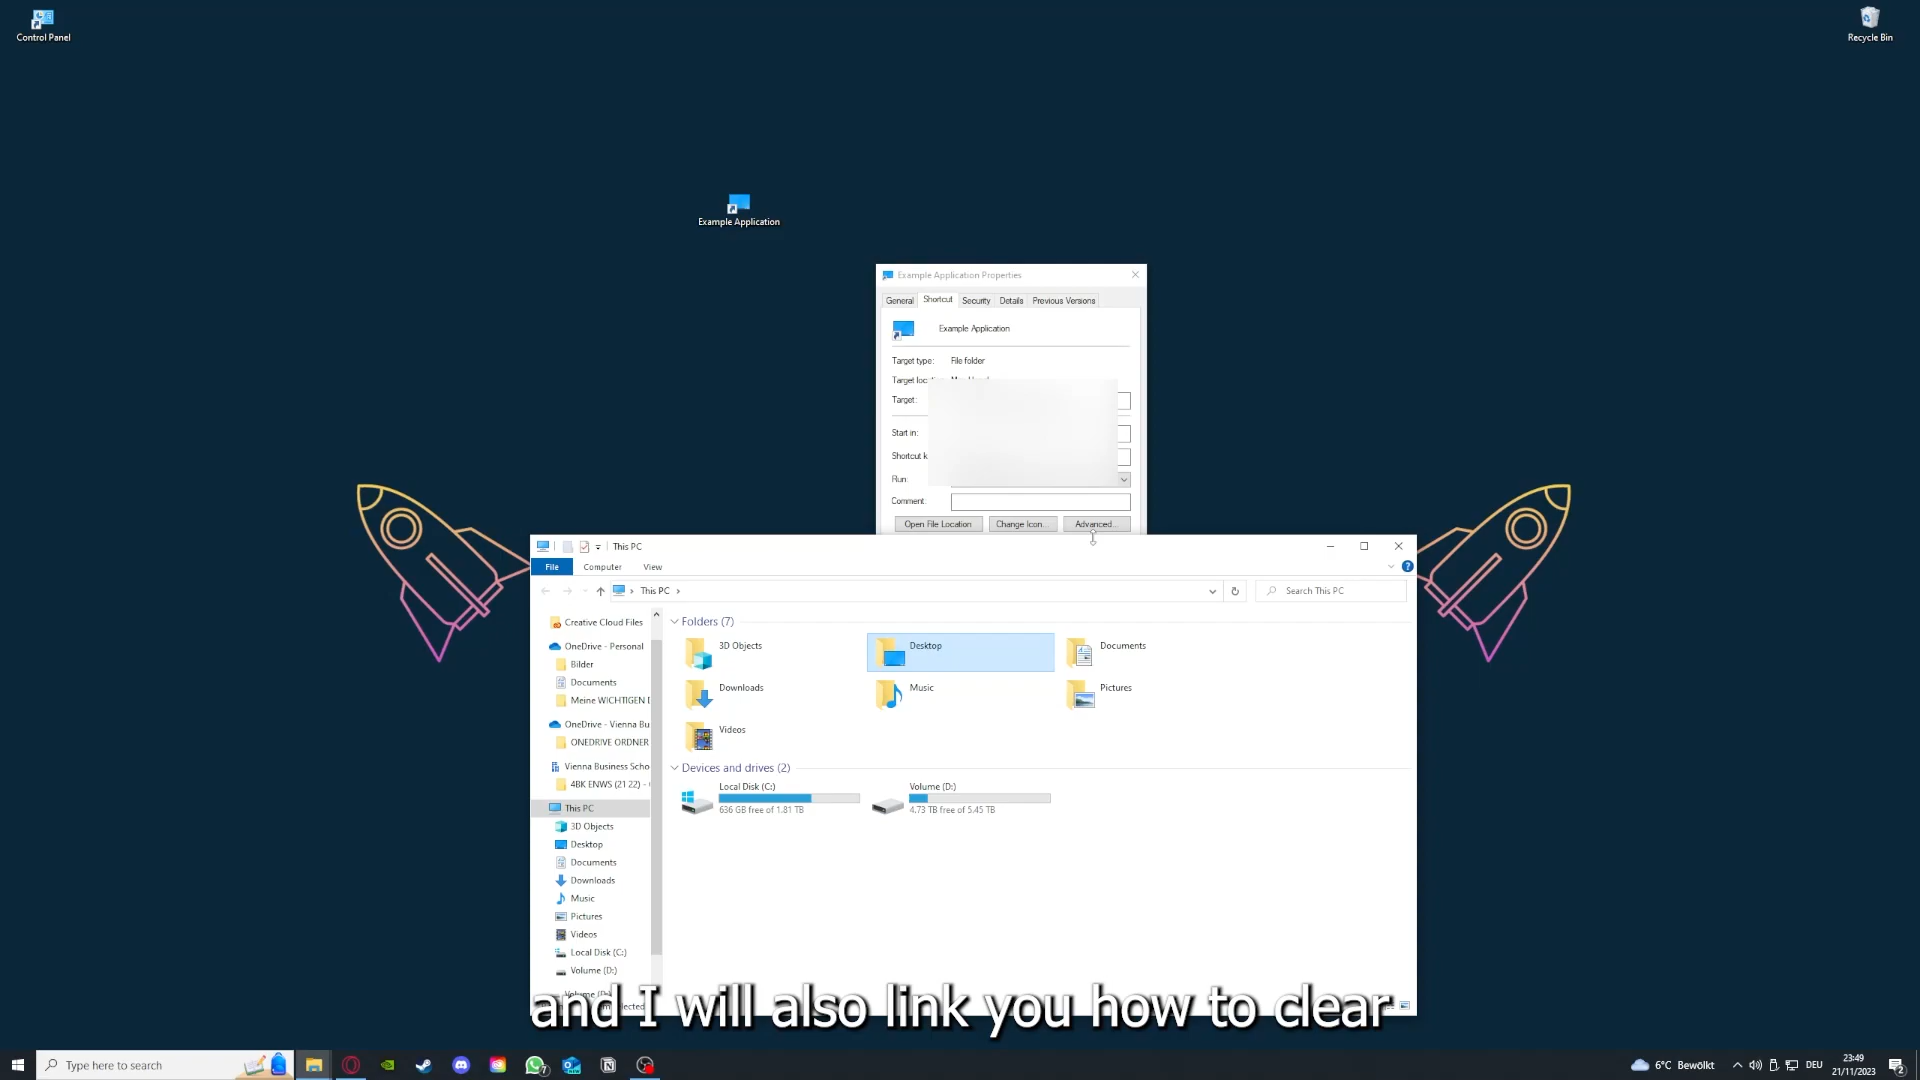 Control Panel
Recycle Bin
Example Application
Example Application Properties
General
Shortcut
Security
Details
Previous Versions
Example Application
Target type:
File folder
Target:
Start in:
Run:
Comment:
Open File Location
Change Icon...
Advanced...
This PC
File
Computer
View
This PC
Search This PC
Creative Cloud Files
OneDrive - Personal
Bilder
Documents
Meine WICHTIGEN
OneDrive - Vienna Bu
ONEDRIVE ORDNER
Vienna Business Scho
4BK ENWS (21 22) -
This PC
3D Objects
Desktop
Documents
Downloads
Music
Pictures
Videos
Local Disk (C:)
Volume (D:)
Folders (7)
3D Objects
Desktop
Documents
Downloads
Music
Pictures
Videos
Devices and drives (2)
Local Disk (C:)
636 GB free of 1.81 TB
Volume (D:)
4.73 TB free of 5.45 TB
and I will also link you how to clear
Type here to search
7
6°C Bewölkt
DEU
23:49
21/11/2023
2